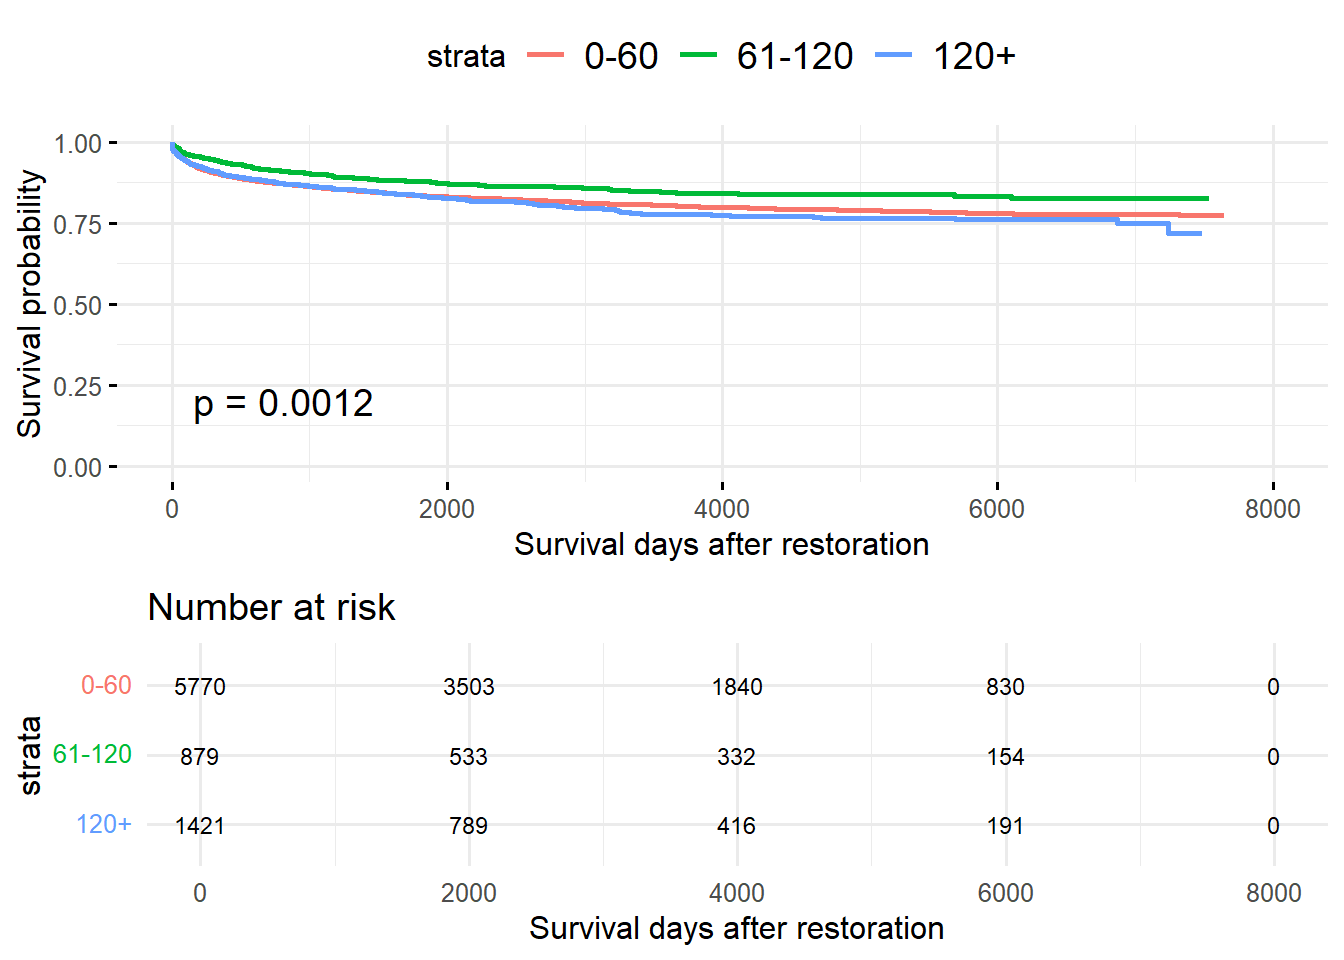 strata 0-60 61-120 120+
Survival probability
1.00
0.75
0.50
0.25
0.00
p = 0.0012
0 2000 4000 6000 8000
Survival days after restoration
Number at risk
strata
0-60 5770 3503 1840 830 0
61-120 879 533 332 154 0
120+ 1421 789 416 191 0
0 2000 4000 6000 8000
Survival days after restoration